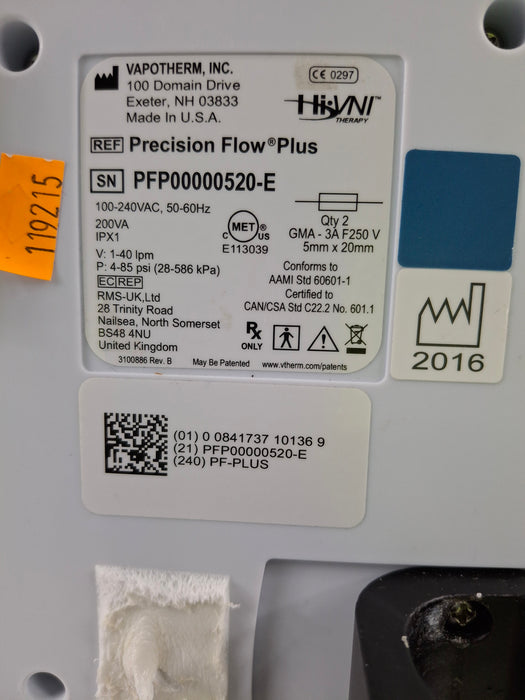 VAPOTHERM, INC.
100 Domain Drive
Exeter, NH 03833
Made In U.S.A.
CE 0297
Hi-VNI™
THERAPY
REF Precision Flow®Plus
SN PFP00000520-E
100-240VAC, 50-60Hz
200VA
IPX1
V: 1-40 lpm
P: 4-85 psi (28-586 kPa)
C MET US
E113039
Qty 2
GMA - 3A F250 V
5mm x 20mm
Conforms to
AAMI Std 60601-1
Certified to
CAN/CSA Std C22.2 No. 601.1
EC REP
RMS-UK,Ltd
28 Trinity Road
Nailsea, North Somerset
BS48 4NU
United Kingdom
Rx
ONLY
3100886 Rev. B
May Be Patented
www.vtherm.com/patents
119215
2016
(01) 0 0841737 10136 9
(21) PFP00000520-E
(240) PF-PLUS